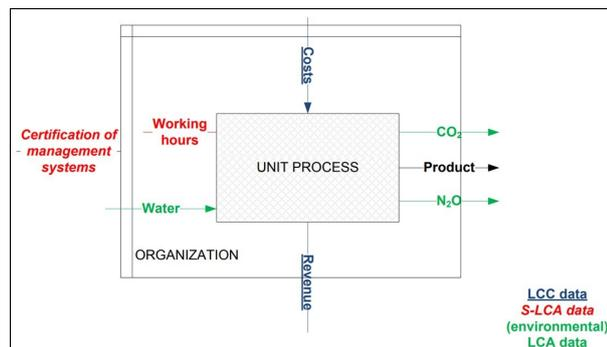 Costs
Certification of
management
systems
Working
hours
CO₂
UNIT PROCESS
Product
Water
N₂O
ORGANIZATION
Revenue
LCC data
S-LCA data
(environmental)
LCA data